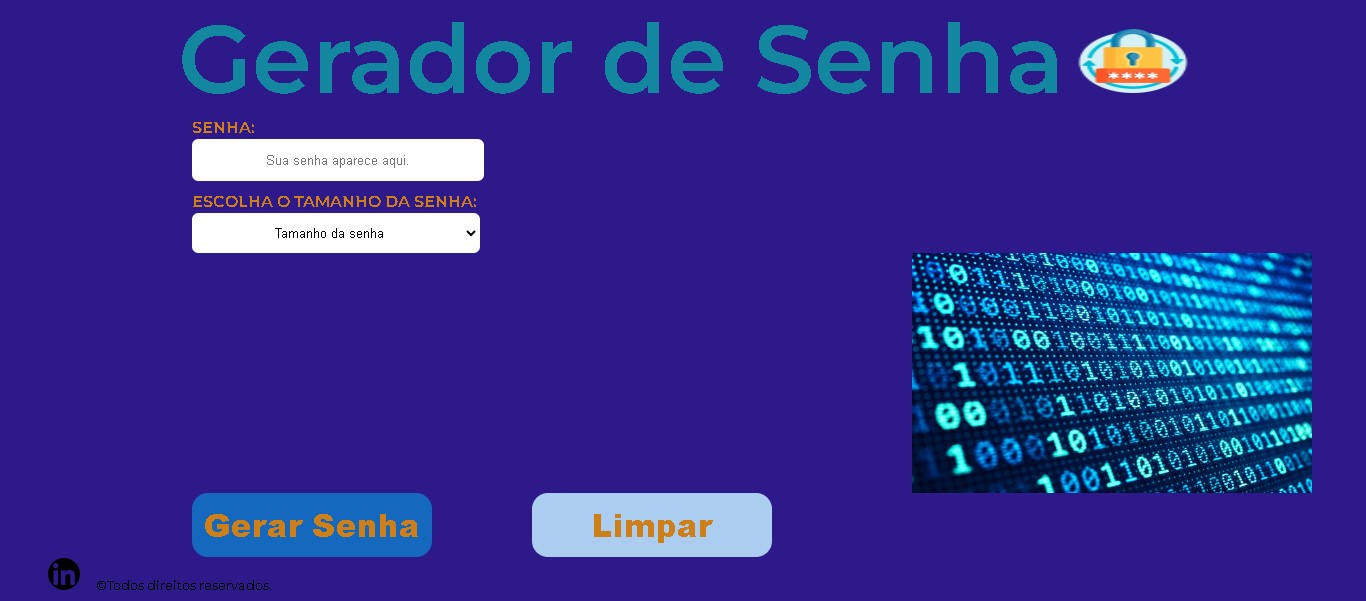 Gerador de Senha
****
SENHA:
Sua senha aparece aqui.
ESCOLHA O TAMANHO DA SENHA:
Tamanho da senha
Gerar Senha
Limpar
in
©Todos direitos reservados.